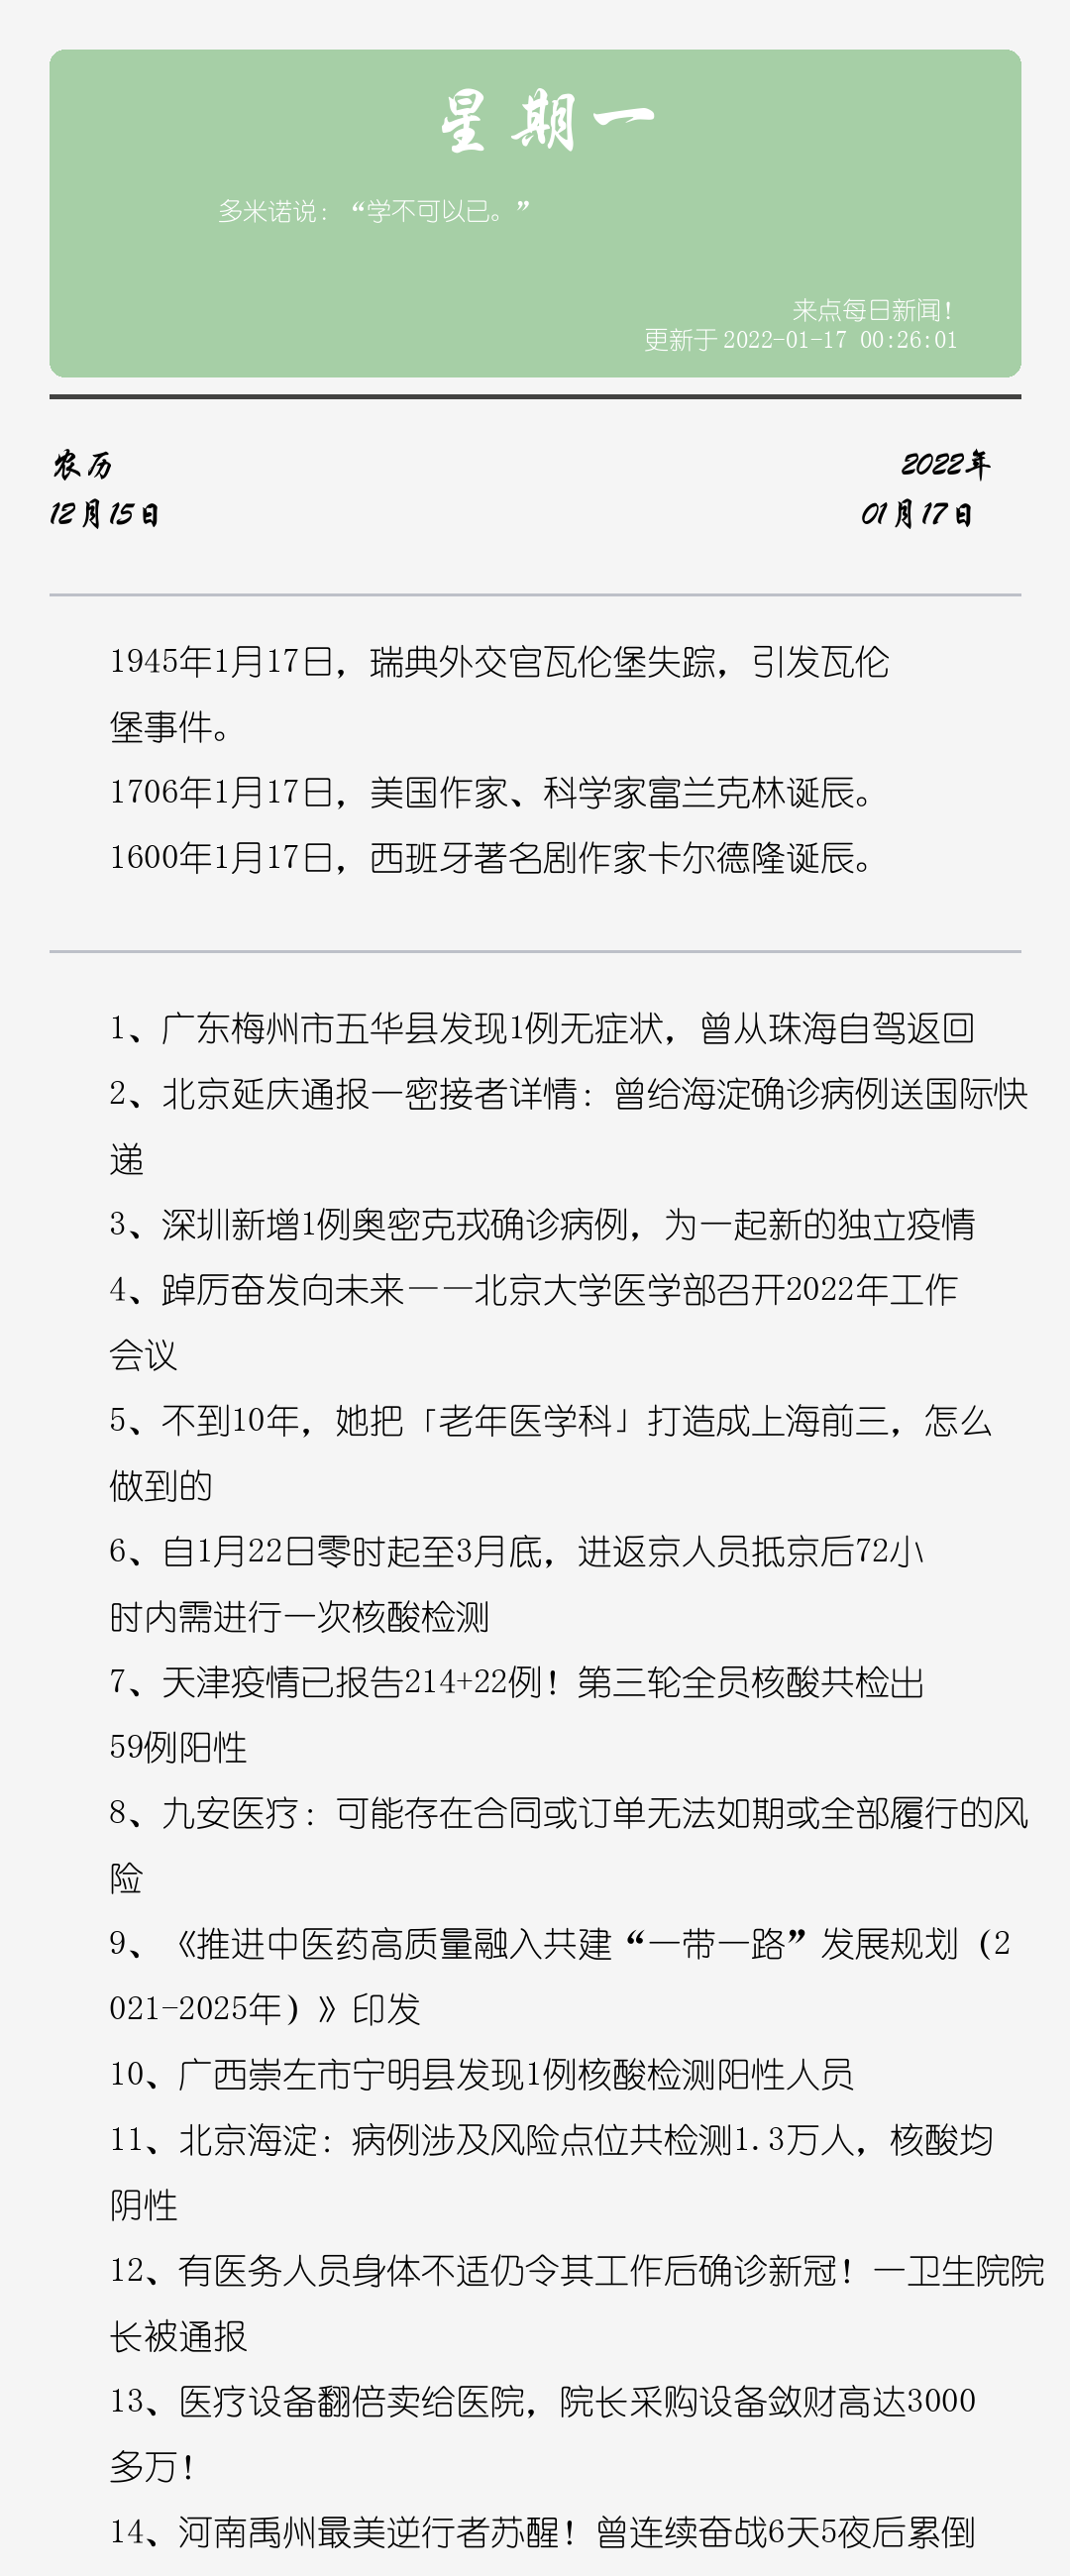 星期一
多米诺说：“学不可以已。”
来点每日新闻！
更新于 2022-01-17 00:26:01
农历
12月15日
2022年
01月17日
1945年1月17日，瑞典外交官瓦伦堡失踪，引发瓦伦
堡事件。
1706年1月17日，美国作家、科学家富兰克林诞辰。
1600年1月17日，西班牙著名剧作家卡尔德隆诞辰。
1、广东梅州市五华县发现1例无症状，曾从珠海自驾返回
2、北京延庆通报一密接者详情：曾给海淀确诊病例送国际快
递
3、深圳新增1例奥密克戎确诊病例，为一起新的独立疫情
4、踔厉奋发向未来——北京大学医学部召开2022年工作
会议
5、不到10年，她把「老年医学科」打造成上海前三，怎么
做到的
6、自1月22日零时起至3月底，进返京人员抵京后72小
时内需进行一次核酸检测
7、天津疫情已报告214+22例！第三轮全员核酸共检出
59例阳性
8、九安医疗：可能存在合同或订单无法如期或全部履行的风
险
9、《推进中医药高质量融入共建“一带一路”发展规划（2
021-2025年）》印发
10、广西崇左市宁明县发现1例核酸检测阳性人员
11、北京海淀：病例涉及风险点位共检测1.3万人，核酸均
阴性
12、有医务人员身体不适仍令其工作后确诊新冠！一卫生院院
长被通报
13、医疗设备翻倍卖给医院，院长采购设备敛财高达3000
多万！
14、河南禹州最美逆行者苏醒！曾连续奋战6天5夜后累倒